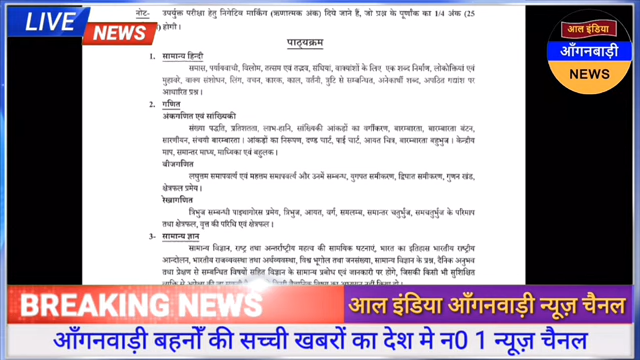 LIVE NEWS
आल इंडिया
आँगनबाड़ी
NEWS
नोट- उपर्युक्त परीक्षा हेतु निगेटिव मार्किंग (ऋणात्मक अंक) दिये जाने हैं, जो प्रश्न के पूर्णांक का 1/4 अंक (25
होगी।
पाठ्यक्रम
1. सामान्य हिन्दी
समास, पर्यायवाची, विलोम, तत्सम एवं तद्भव, संधियां, वाक्यांशों के लिए एक शब्द निर्माण, लोकोक्तियां एवं
मुहावरे, वाक्य संशोधन, लिंग, वचन, कारक, काल, वर्तनी, त्रुटि से सम्बन्धित, अनेकार्थी शब्द, अपठित गद्यांश पर
आधारित प्रश्न।
2. गणित
अंकगणित एवं सांख्यिकी
संख्या पद्धति, प्रतिशतता, लाभ-हानि, सांख्यिकी आंकड़ों का वर्गीकरण, बारम्बारता, बारम्बारता बंटन,
सारणीयन, संचयी बारम्बारता। आंकड़ों का निरूपण, दण्ड चार्ट, पाई चार्ट, आयत चित्र, बारम्बारता बहुभुज। केन्द्रीय
माप, समान्तर माध्य, माध्यिका एवं बहुलक।
बीजगणित
लघुत्तम समापवर्त्य एवं महत्तम समापवर्त्य और उनमें सम्बन्ध, युगपत समीकरण, द्विघात समीकरण, गुणन खंड,
क्षेत्रफल प्रमेय।
रेखागणित
त्रिभुज सम्बन्धी पाइथागोरस प्रमेय, त्रिभुज, आयत, वर्ग, समलम्ब, समान्तर चतुर्भुज, समचतुर्भुज के परिमाप
तथा क्षेत्रफल, वृत्त की परिधि एवं क्षेत्रफल।
3- सामान्य ज्ञान
सामान्य विज्ञान, राष्ट्र तथा अन्तर्राष्ट्रीय महत्व की सामयिक घटनाएं, भारत का इतिहास भारतीय राष्ट्रीय
आन्दोलन, भारतीय राजव्यवस्था तथा अर्थव्यवस्था, विश्व भूगोल तथा जनसंख्या, सामान्य विज्ञान के प्रश्न, दैनिक अनुभव
तथा प्रेक्षण से सम्बन्धित विषयों सहित विज्ञान के सामान्य प्रबोध एवं जानकारी पर होंगे, जिसकी किसी भी सुशिक्षित
BREAKING NEWS
आल इंडिया आँगनवाड़ी न्यूज़ चैनल
आँगनवाड़ी बहनोँ की सच्ची खबरों का देश मे न0 1 न्यूज़ चैनल